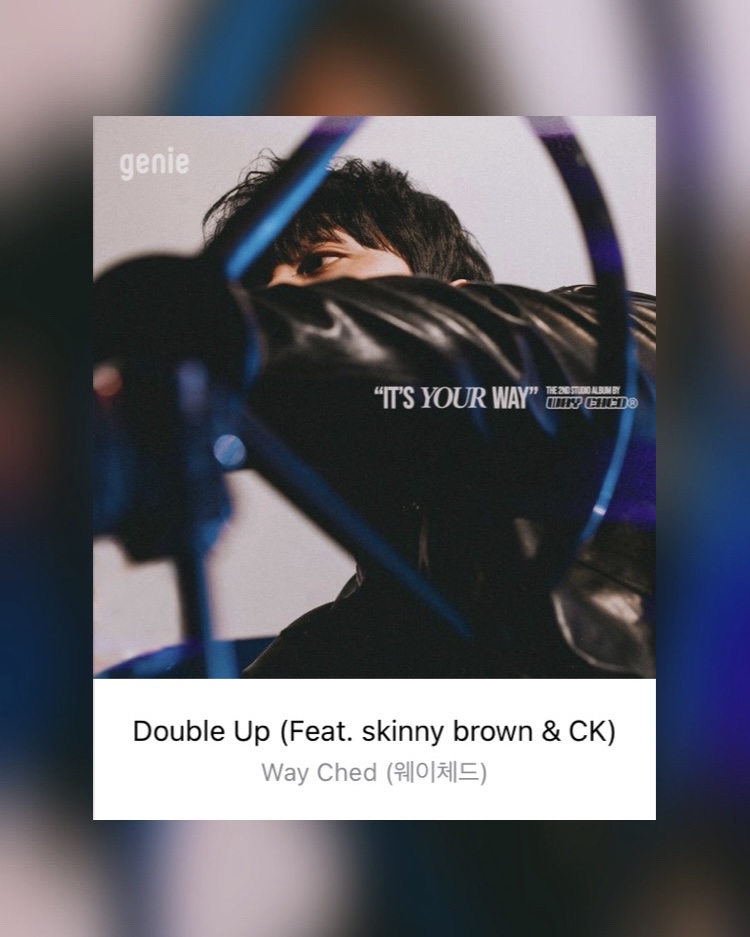 genie
“IT’S YOUR WAY” THE 2ND STUDIO ALBUM BY
WAY CHED®
Double Up (Feat. skinny brown & CK)
Way Ched (웨이체드)